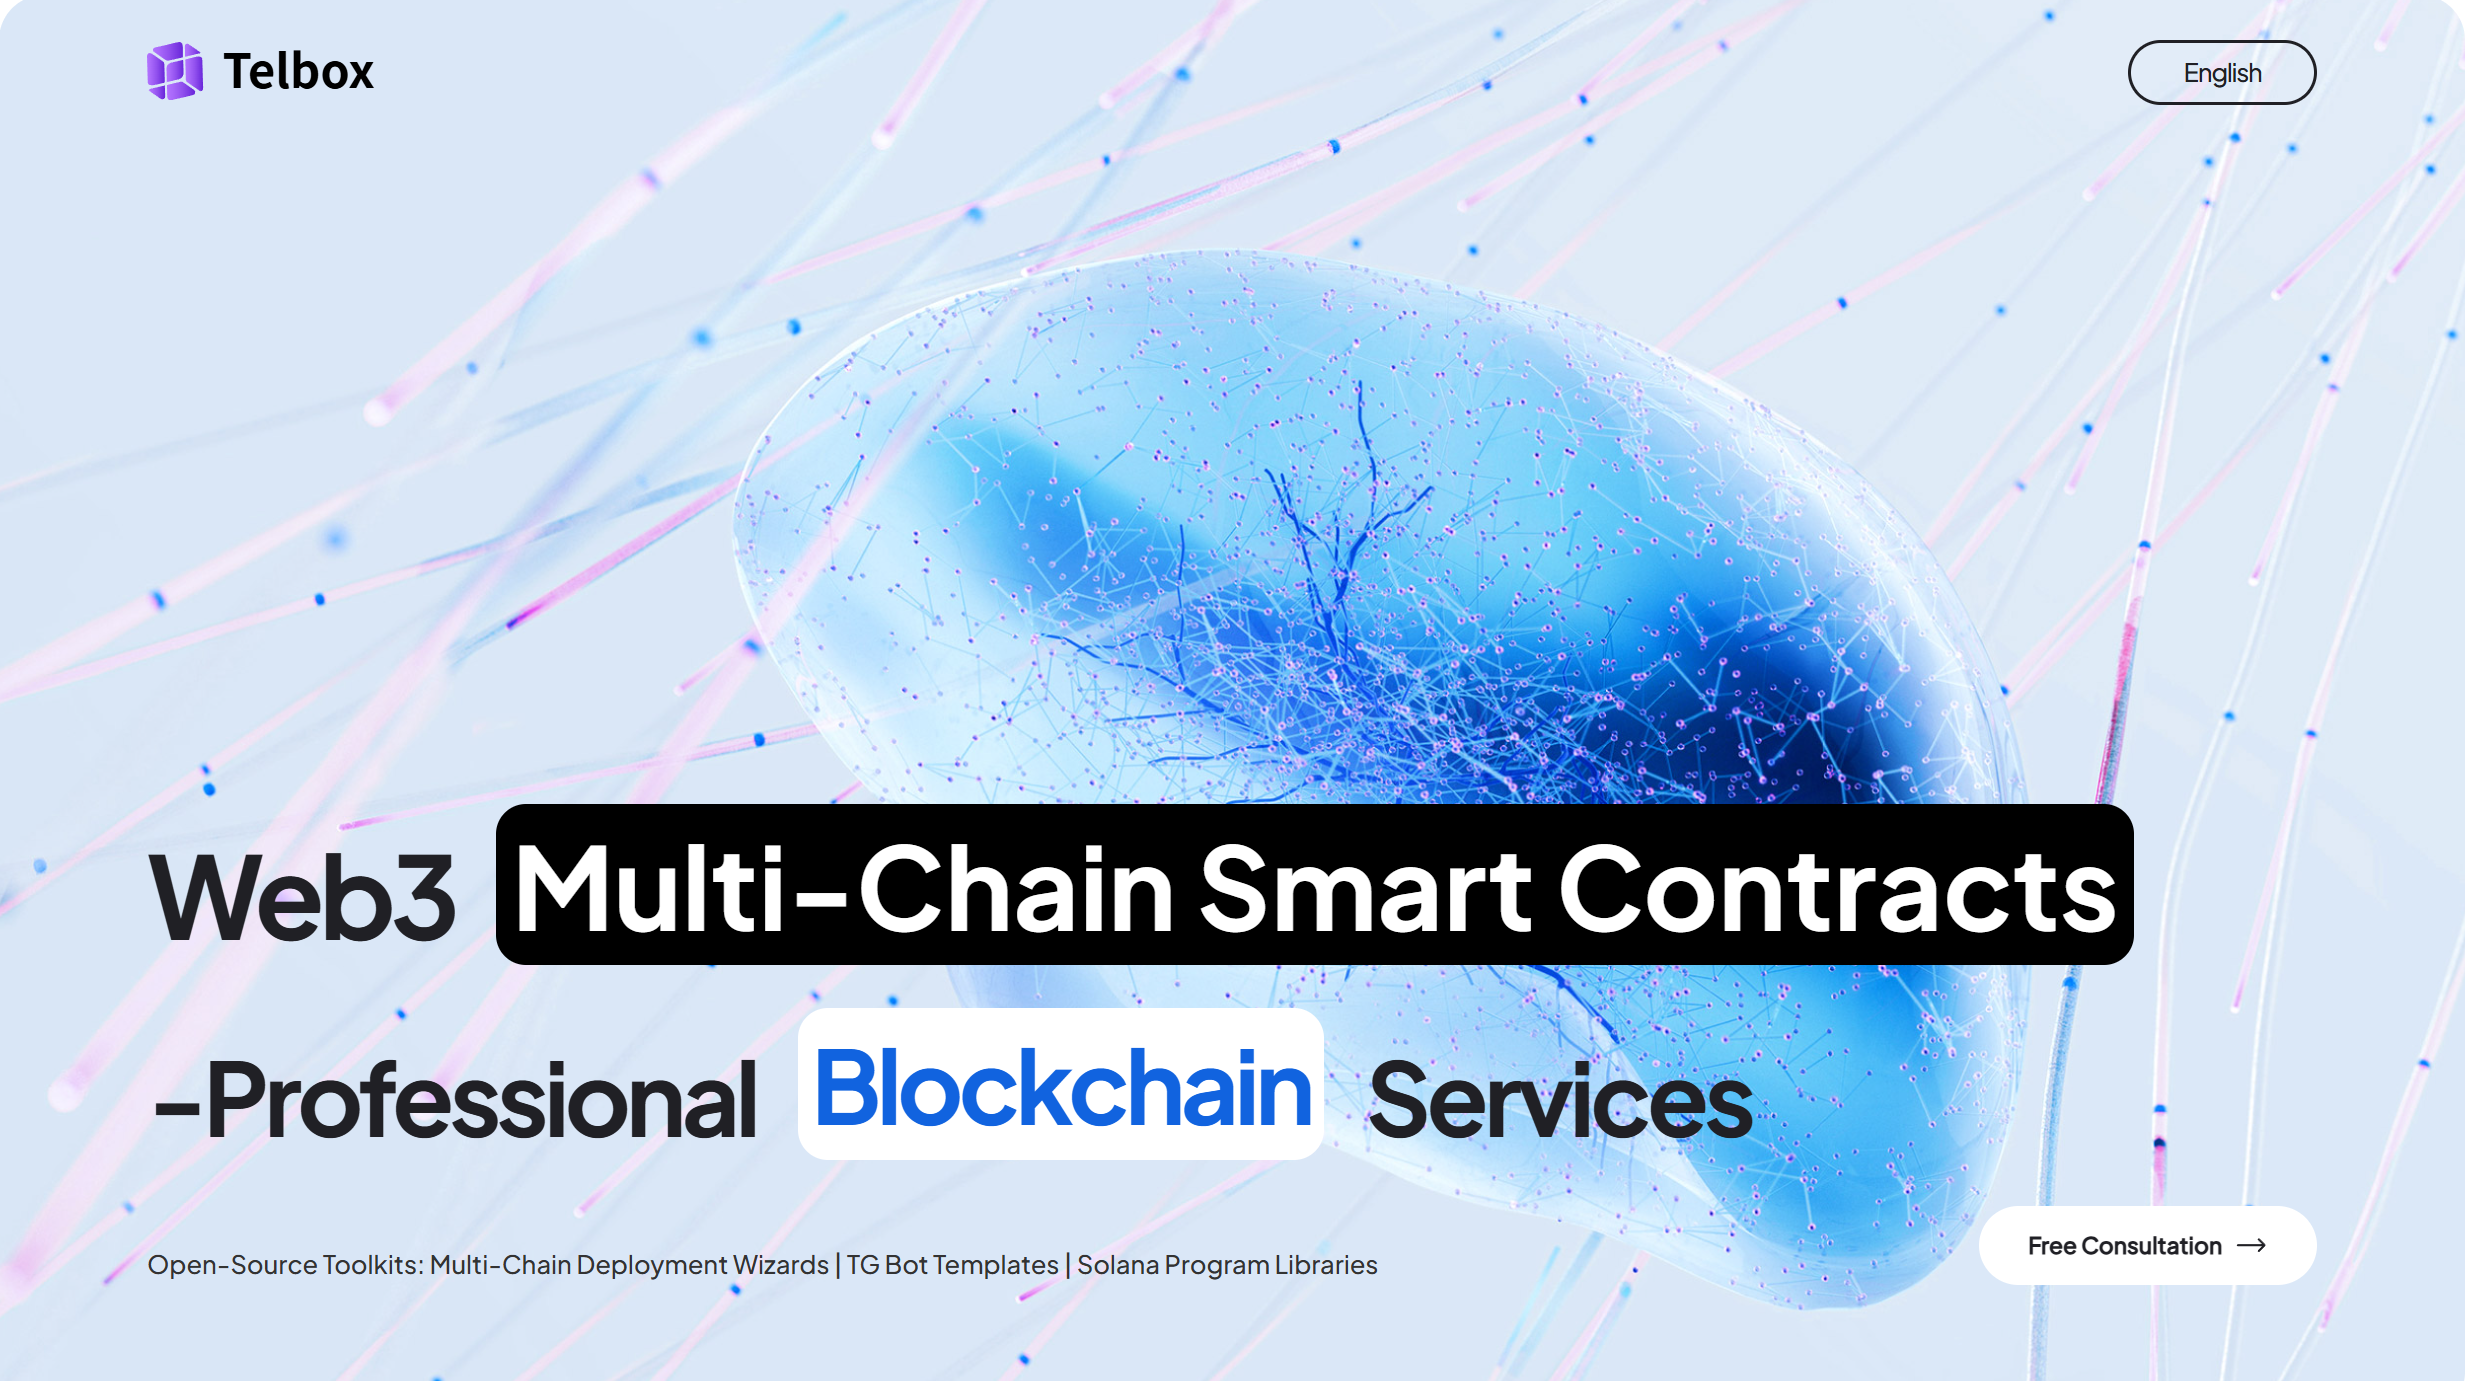 Telbox
English
Web3 Multi-Chain Smart Contracts
-Professional Blockchain Services
Open-Source Toolkits: Multi-Chain Deployment Wizards | TG Bot Templates | Solana Program Libraries
Free Consultation →